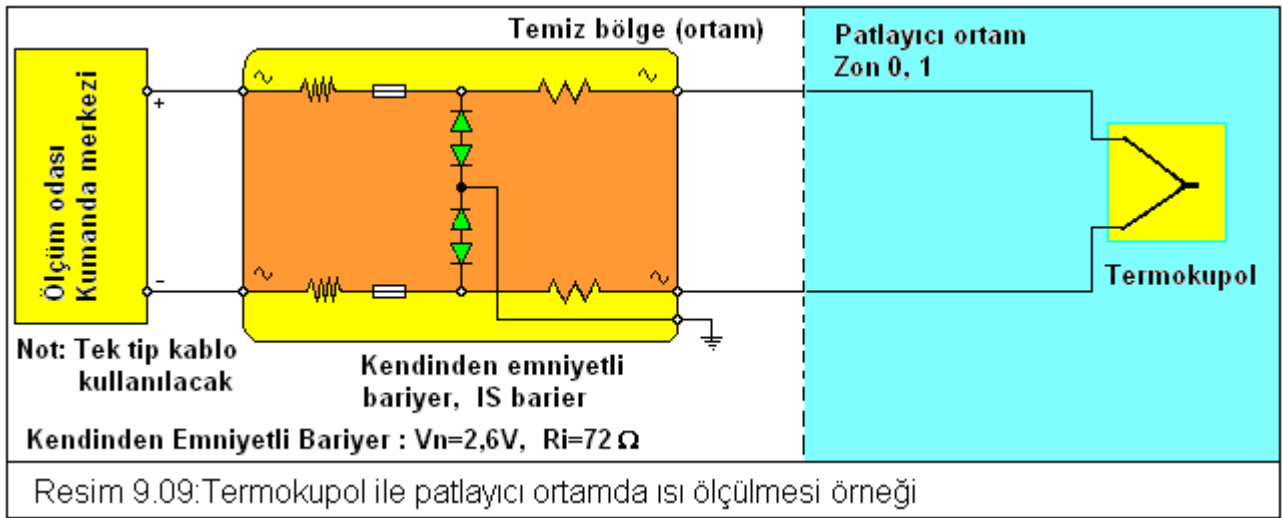 Temiz bölge (ortam)
Patlayıcı ortam
Zon 0, 1
Ölçüm odası
Kumanda merkezi
+
-
Termokupol
Not: Tek tip kablo
kullanılacak
Kendinden emniyetli
bariyer, IS barier
Kendinden Emniyetli Bariyer : Vn=2,6V, Ri=72 Ω
Resim 9.09:Termokupol ile patlayıcı ortamda ısı ölçülmesi örneği